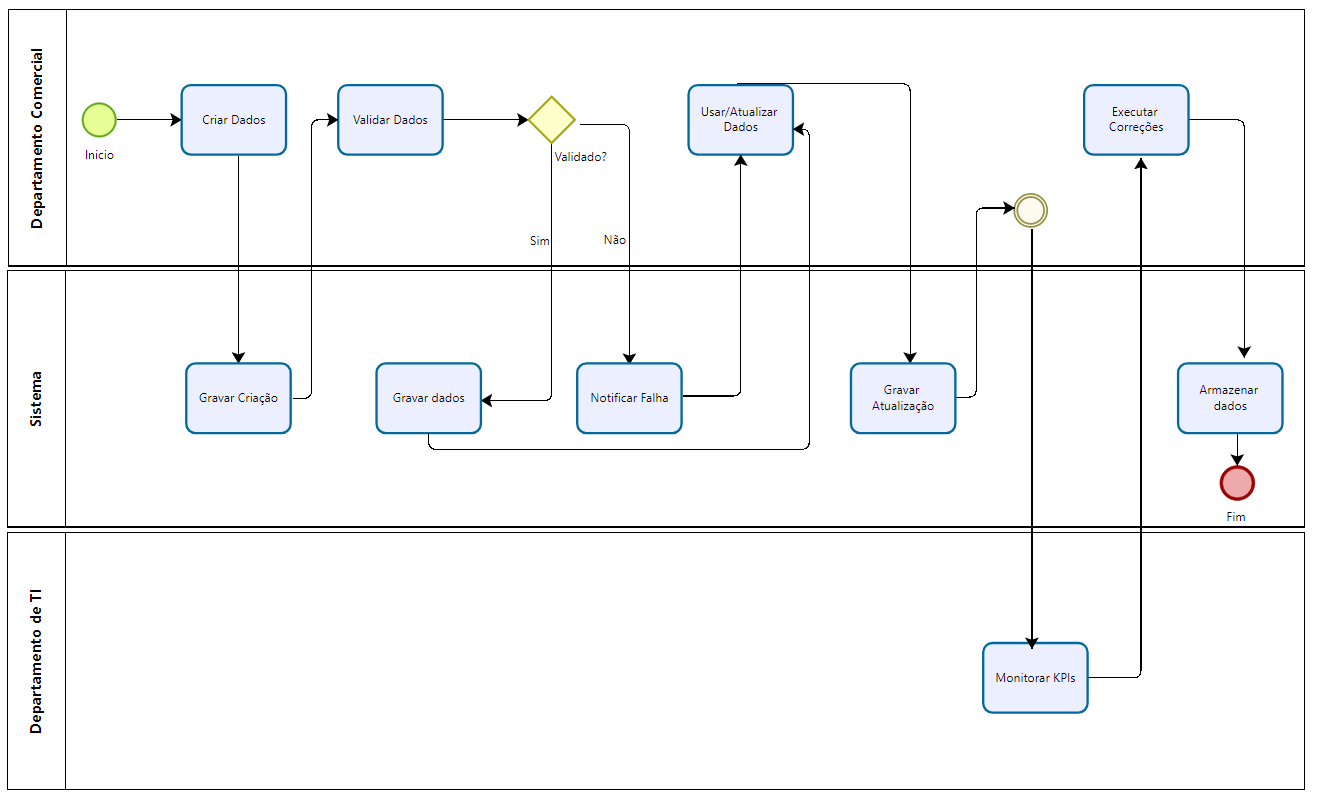 Departamento Comercial
Inicio
Criar Dados
Validar Dados
Validado?
Sim
Não
Usar/Atualizar
Dados
Executar
Correções
Sistema
Gravar Criação
Gravar dados
Notificar Falha
Gravar
Atualização
Armazenar
dados
Fim
Departamento de TI
Monitorar KPIs